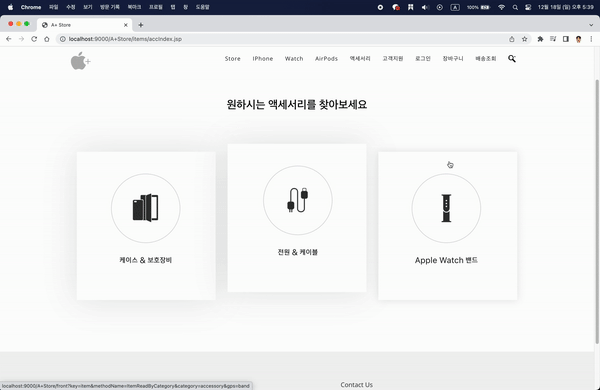 Chrome 파일 수정 보기 방문 기록 북마크 프로필 탭 창 도움말 100% 12월 18일 (일) 오후 5:39
A+ Store
localhost:9000/A+Store/items/accIndex.jsp
Store IPhone Watch AirPods 액세서리 고객지원 로그인 장바구니 배송조회
원하시는 액세서리를 찾아보세요
케이스 & 보호장비
전원 & 케이블
Apple Watch 밴드
localhost:9000/A+Store/front?key=item&methodName=itemReadByCategory&category=accessory&gps=band
Contact Us